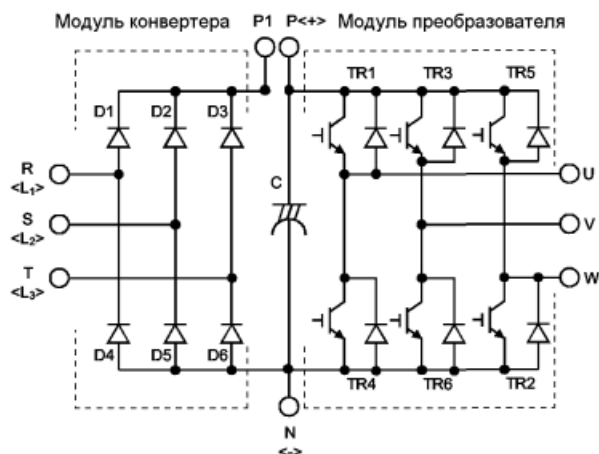 Модуль конвертера P1 P<+> Модуль преобразователя
TR1 TR3 TR5
D1 D2 D3
R
<L1>
C
U
S
<L2>
V
T
<L3>
W
D4 D5 D6
TR4 TR6 TR2
N
<->